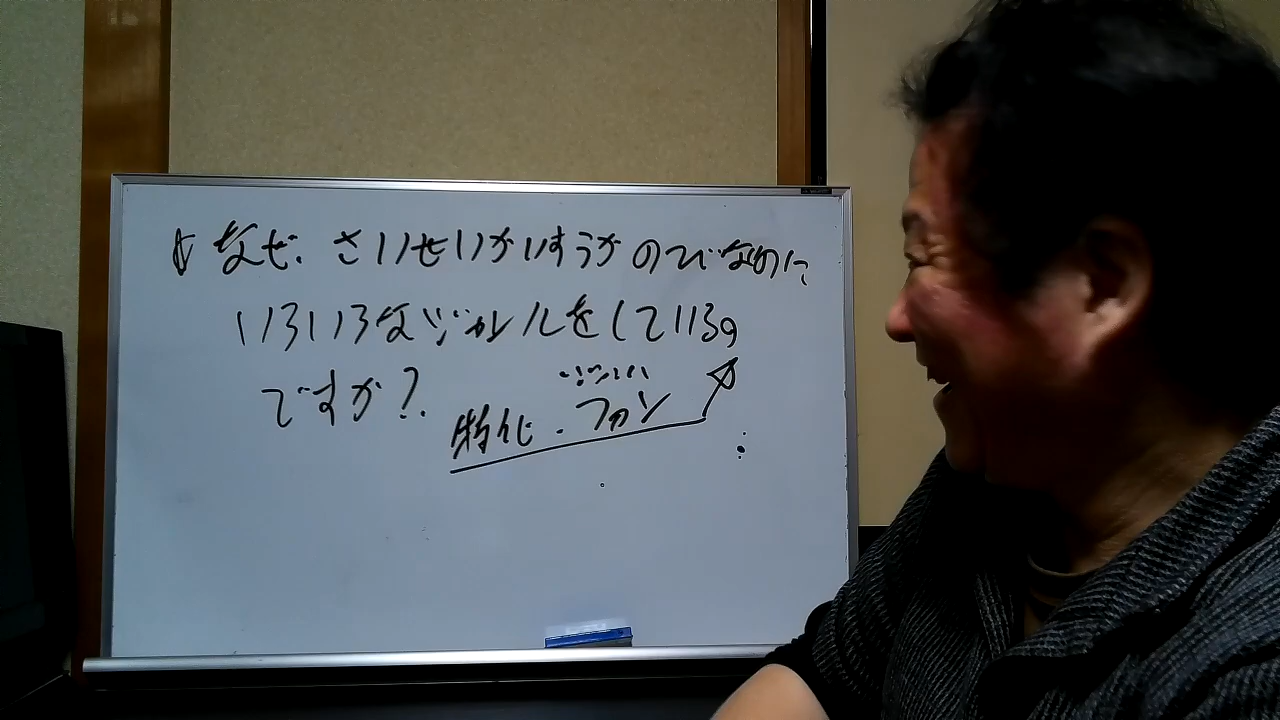 なぜ、さいせいかいすうが のびないのに
いろいろなジャンルをしているの
ですか?
特化.ファン